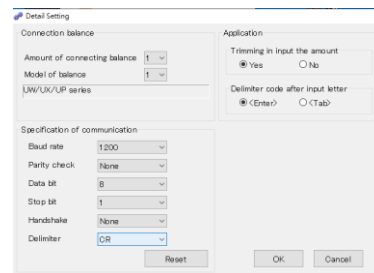 Detail Setting
Connection balance
Amount of connecting balance 1
Model of balance 1
UW/UX/UP series
Specification of communication
Baud rate 1200
Parity check None
Data bit 8
Stop bit 1
Handshake None
Delimiter CR
Reset
Application
Trimming in input the amount
Yes No
Delimiter code after input letter
<Enter> <Tab>
OK Cancel